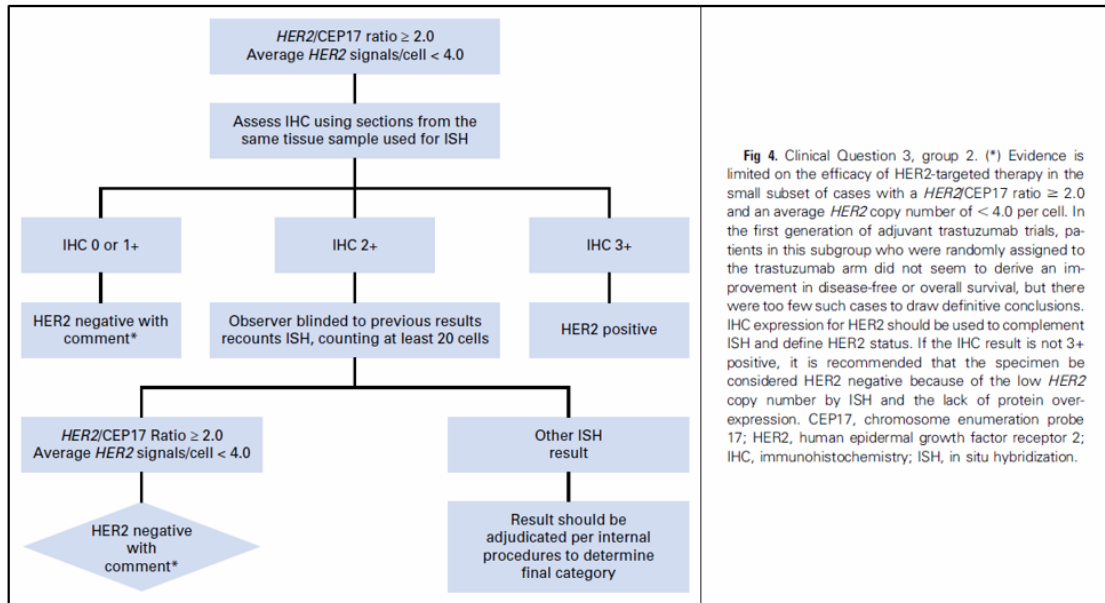 HER2/CEP17 ratio ≥ 2.0
Average HER2 signals/cell < 4.0
Assess IHC using sections from the
same tissue sample used for ISH
IHC 0 or 1+
IHC 2+
IHC 3+
HER2 negative with
comment*
Observer blinded to previous results
recounts ISH, counting at least 20 cells
HER2 positive
HER2/CEP17 Ratio ≥ 2.0
Average HER2 signals/cell < 4.0
Other ISH
result
HER2 negative
with
comment*
Result should be
adjudicated per internal
procedures to determine
final category
Fig 4. Clinical Question 3, group 2. (*) Evidence is
limited on the efficacy of HER2-targeted therapy in the
small subset of cases with a HER2/CEP17 ratio ≥ 2.0
and an average HER2 copy number of < 4.0 per cell. In
the first generation of adjuvant trastuzumab trials, pa-
tients in this subgroup who were randomly assigned to
the trastuzumab arm did not seem to derive an im-
provement in disease-free or overall survival, but there
were too few such cases to draw definitive conclusions.
IHC expression for HER2 should be used to complement
ISH and define HER2 status. If the IHC result is not 3+
positive, it is recommended that the specimen be
considered HER2 negative because of the low HER2
copy number by ISH and the lack of protein over-
expression. CEP17, chromosome enumeration probe
17; HER2, human epidermal growth factor receptor 2;
IHC, immunohistochemistry; ISH, in situ hybridization.